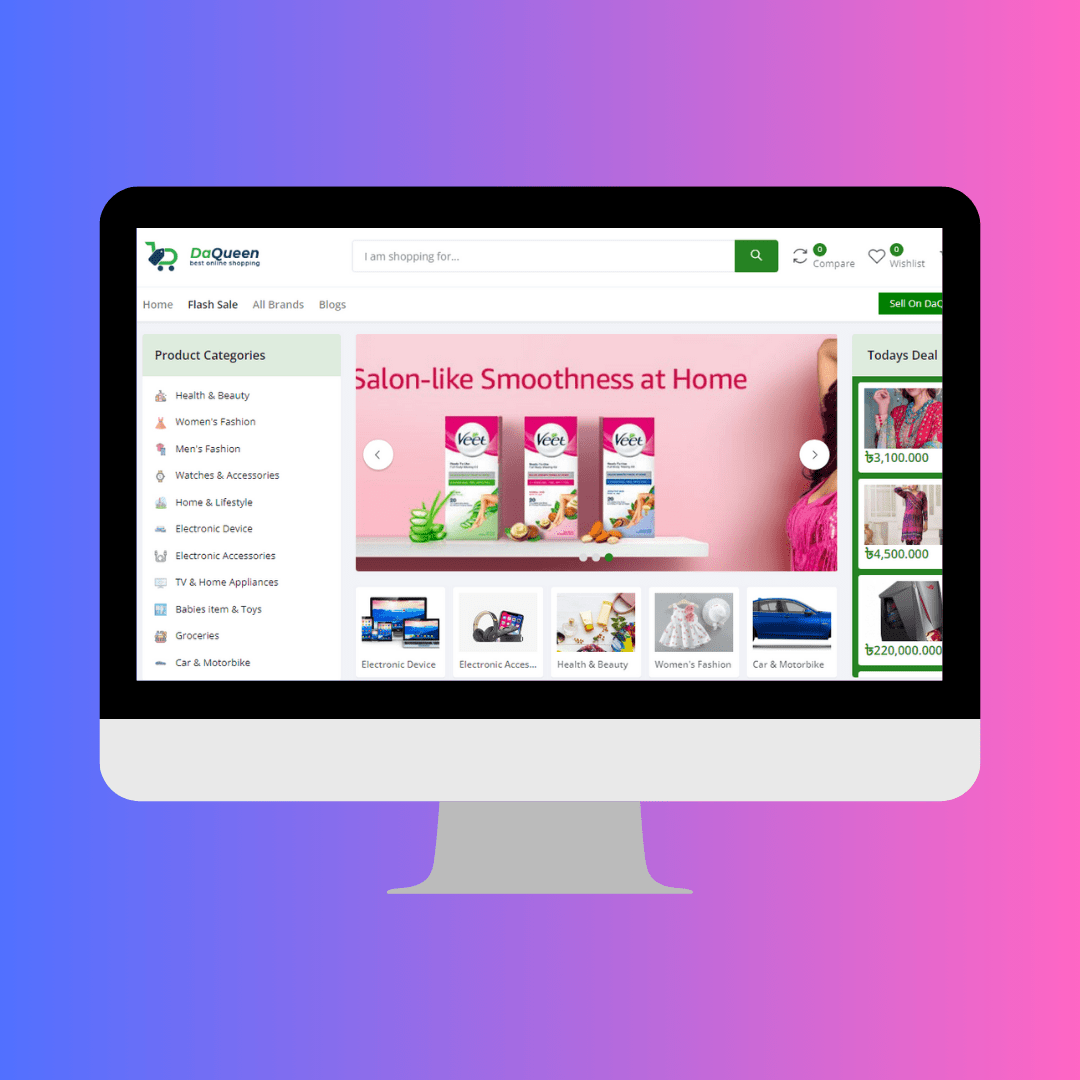 DaQueen
best online shopping
I am shopping for...
0
Compare
0
Wishlist
Home
Flash Sale
All Brands
Blogs
Sell On DaQ
Product Categories
Health & Beauty
Women's Fashion
Men's Fashion
Watches & Accessories
Home & Lifestyle
Electronic Device
Electronic Accessories
TV & Home Appliances
Babies item & Toys
Groceries
Car & Motorbike
Salon-like Smoothness at Home
Veet
Veet
Veet
20
20
20
Todays Deal
৳3,100.000
৳4,500.000
৳220,000.000
Electronic Device
Electronic Acces...
Health & Beauty
Women's Fashion
Car & Motorbike